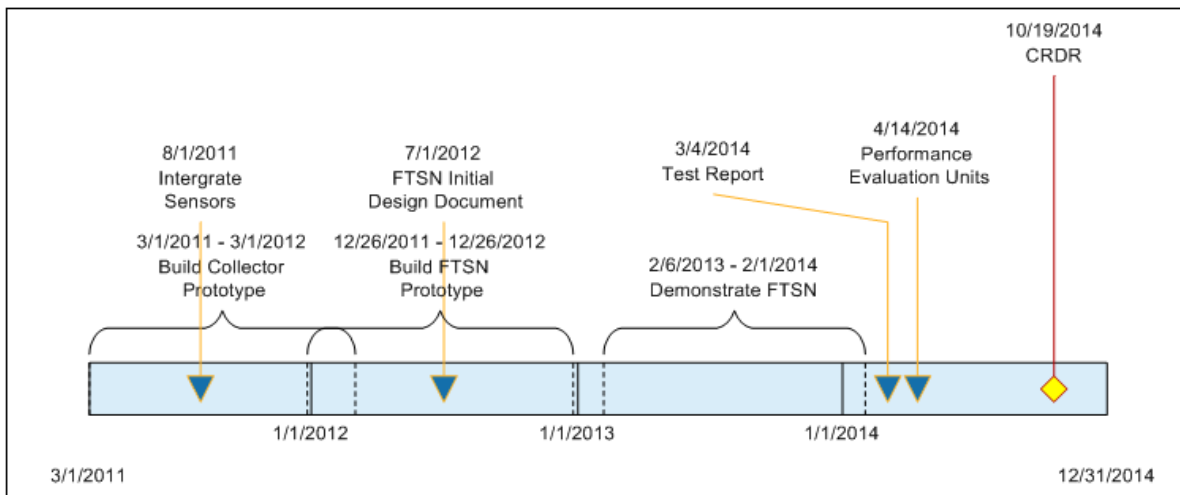 10/19/2014
CRDR
4/14/2014
Performance
Evaluation Units
3/4/2014
Test Report
8/1/2011
Intergrate
Sensors
7/1/2012
FTSN Initial
Design Document
3/1/2011 - 3/1/2012
Build Collector
Prototype
12/26/2011 - 12/26/2012
Build FTSN
Prototype
2/6/2013 - 2/1/2014
Demonstrate FTSN
1/1/2012
1/1/2013
1/1/2014
3/1/2011
12/31/2014